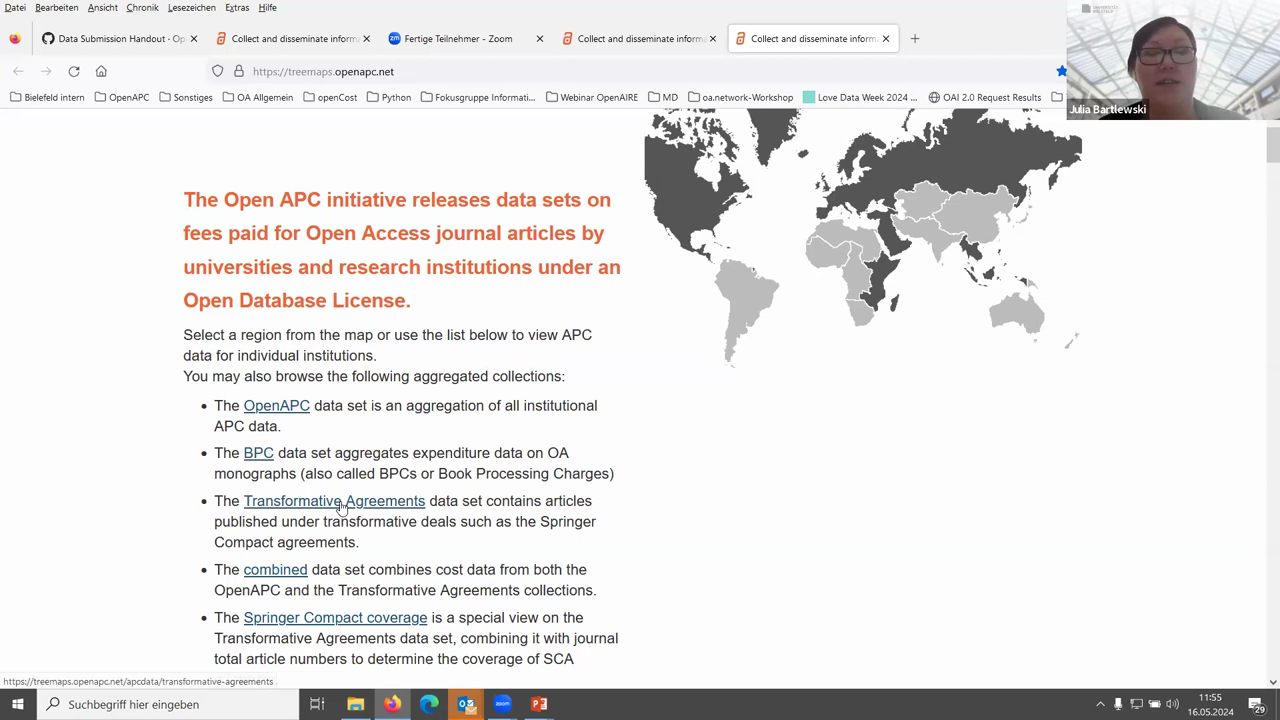 Datei Bearbeiten Ansicht Chronik Lesezeichen Extras Hilfe
Data Submission Handout - Op
Collect and disseminate inform
Fertige Teilnehmer - Zoom
Collect and disseminate inform
Collect and disseminate inform
https://treemaps.openapc.net
Bielefeld intern OpenAPC Sonstiges OA Allgemein openCost Python Fokusgruppe Informati... Webinar OpenAIRE MD oa.network-Workshop Love Data Week 2024 ... OAI 2.0 Request Results
Julia Bartlewski
The Open APC initiative releases data sets on
fees paid for Open Access journal articles by
universities and research institutions under an
Open Database License.
Select a region from the map or use the list below to view APC
data for individual institutions.
You may also browse the following aggregated collections:
• The OpenAPC data set is an aggregation of all institutional
APC data.
• The BPC data set aggregates expenditure data on OA
monographs (also called BPCs or Book Processing Charges)
• The Transformative Agreements data set contains articles
published under transformative deals such as the Springer
Compact agreements.
• The combined data set combines cost data from both the
OpenAPC and the Transformative Agreements collections.
• The Springer Compact coverage is a special view on the
Transformative Agreements data set, combining it with journal
total article numbers to determine the coverage of SCA
https://treemaps.openapc.net/apcdata/transformative-agreements
Suchbegriff hier eingeben
zm
11:55
16.05.2024
29